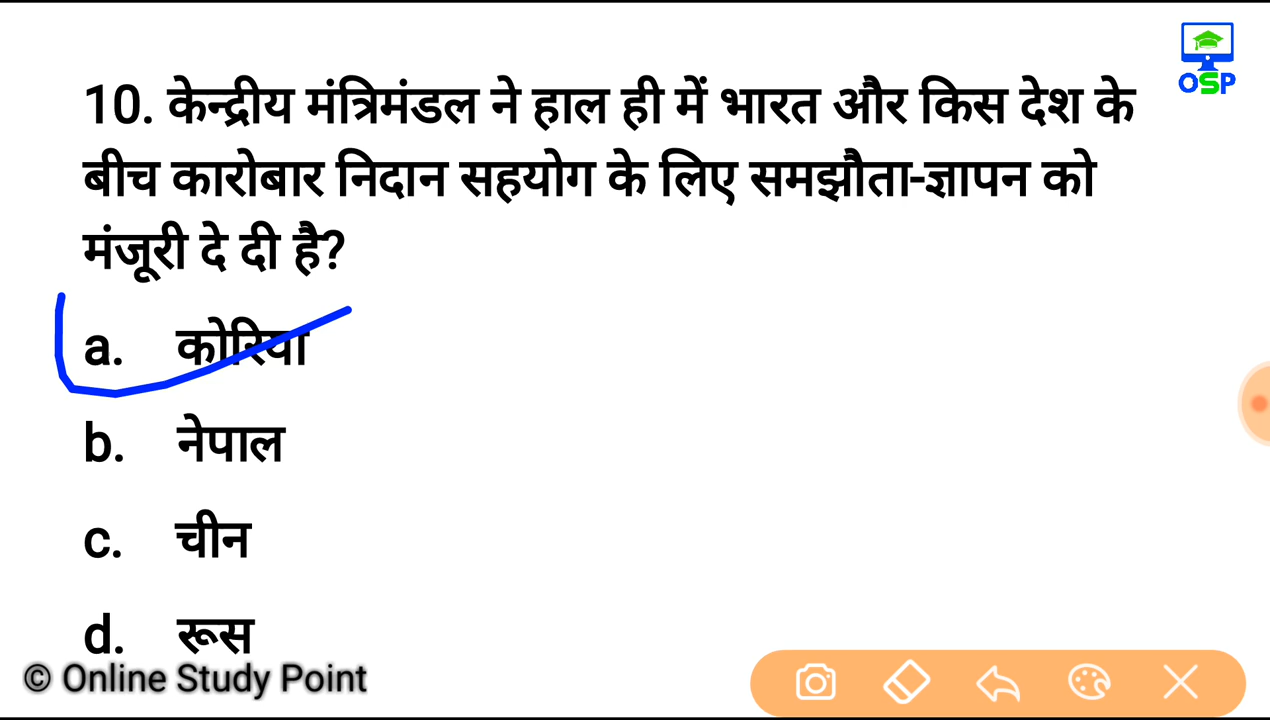 OSP
10. केन्द्रीय मंत्रिमंडल ने हाल ही में भारत और किस देश के
बीच कारोबार निदान सहयोग के लिए समझौता-ज्ञापन को
मंजूरी दे दी है?
a. कोरिया
b. नेपाल
c. चीन
d. रूस
© Online Study Point